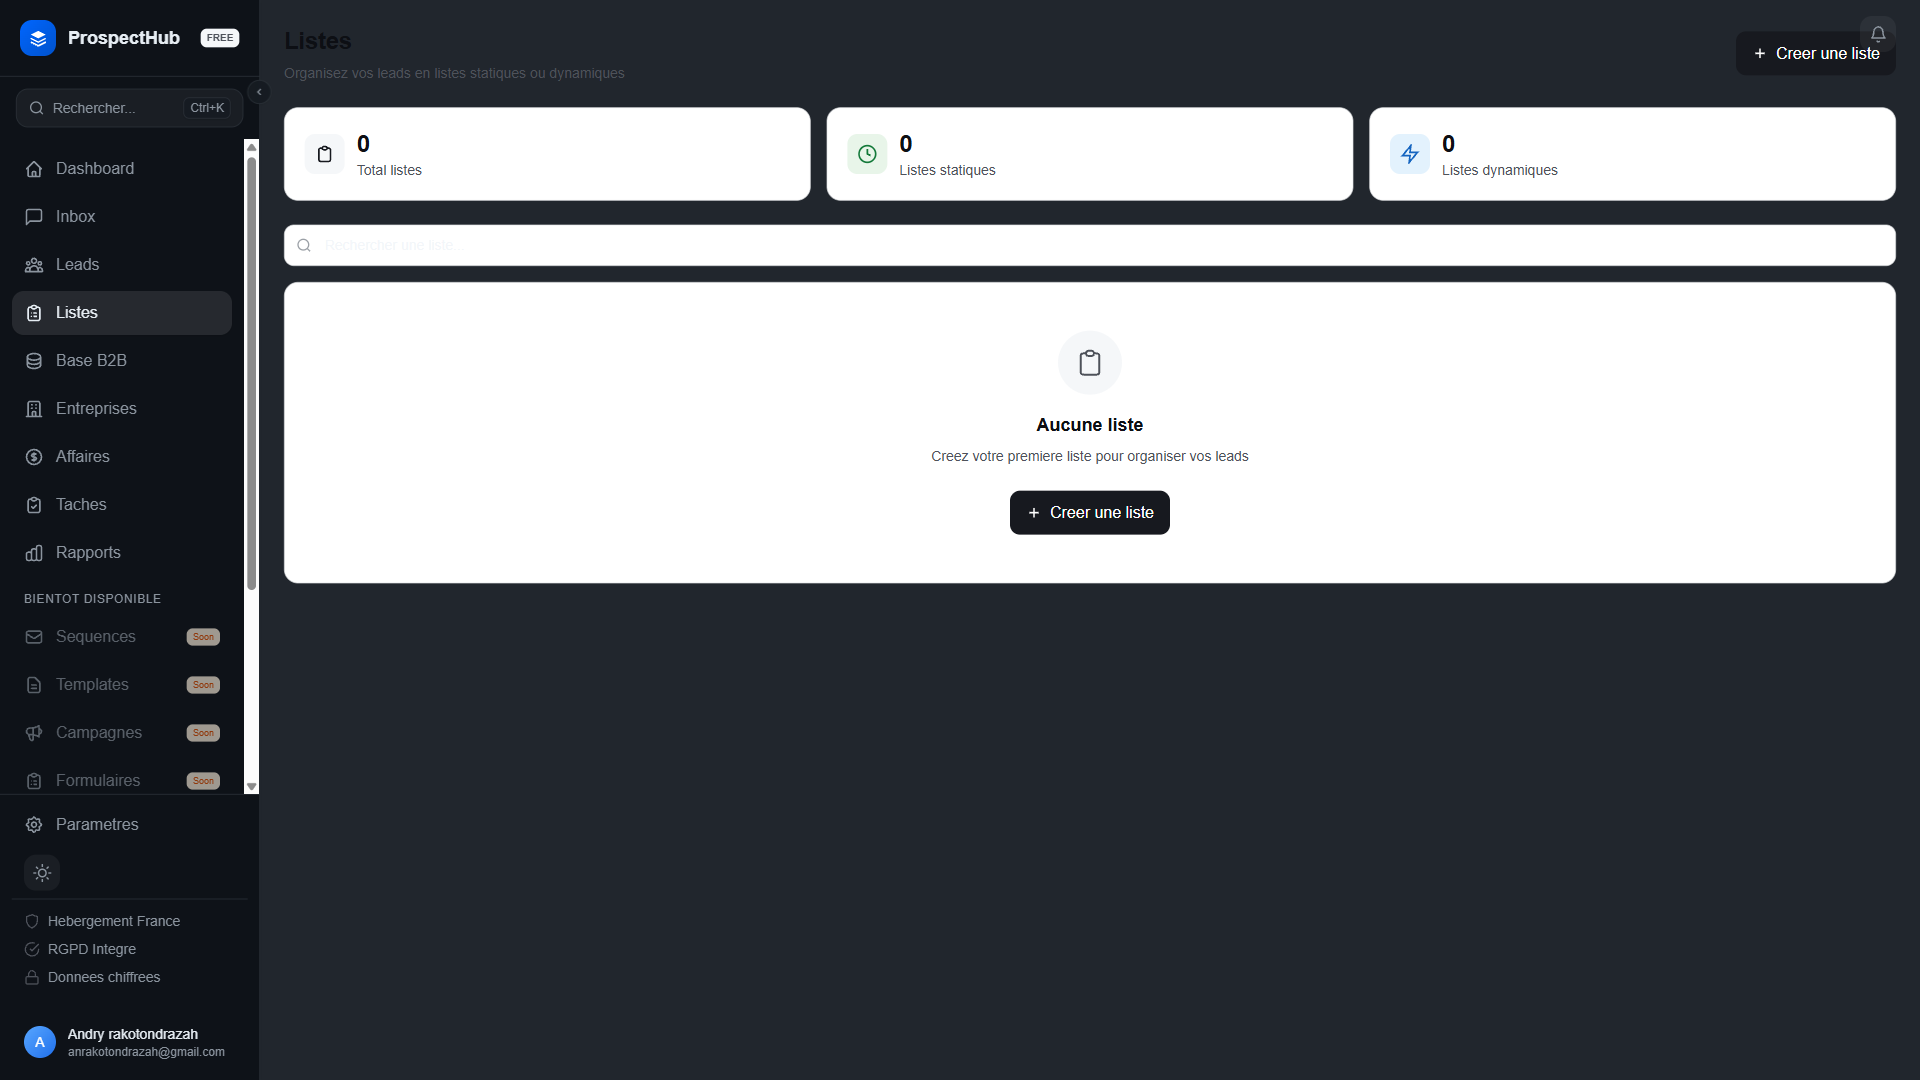 ProspectHub FREE
Rechercher... Ctrl+K
Dashboard
Inbox
Leads
Listes
Base B2B
Entreprises
Affaires
Taches
Rapports
BIENTOT DISPONIBLE
Sequences Soon
Templates Soon
Campagnes Soon
Formulaires Soon
Parametres
Hebergement France
RGPD Integre
Donnees chiffrees
A
Andry rakotondrazah
anrakotondrazah@gmail.com
Listes
Organisez vos leads en listes statiques ou dynamiques
Creer une liste
0
Total listes
0
Listes statiques
0
Listes dynamiques
Rechercher une liste...
Aucune liste
Creez votre premiere liste pour organiser vos leads
Creer une liste